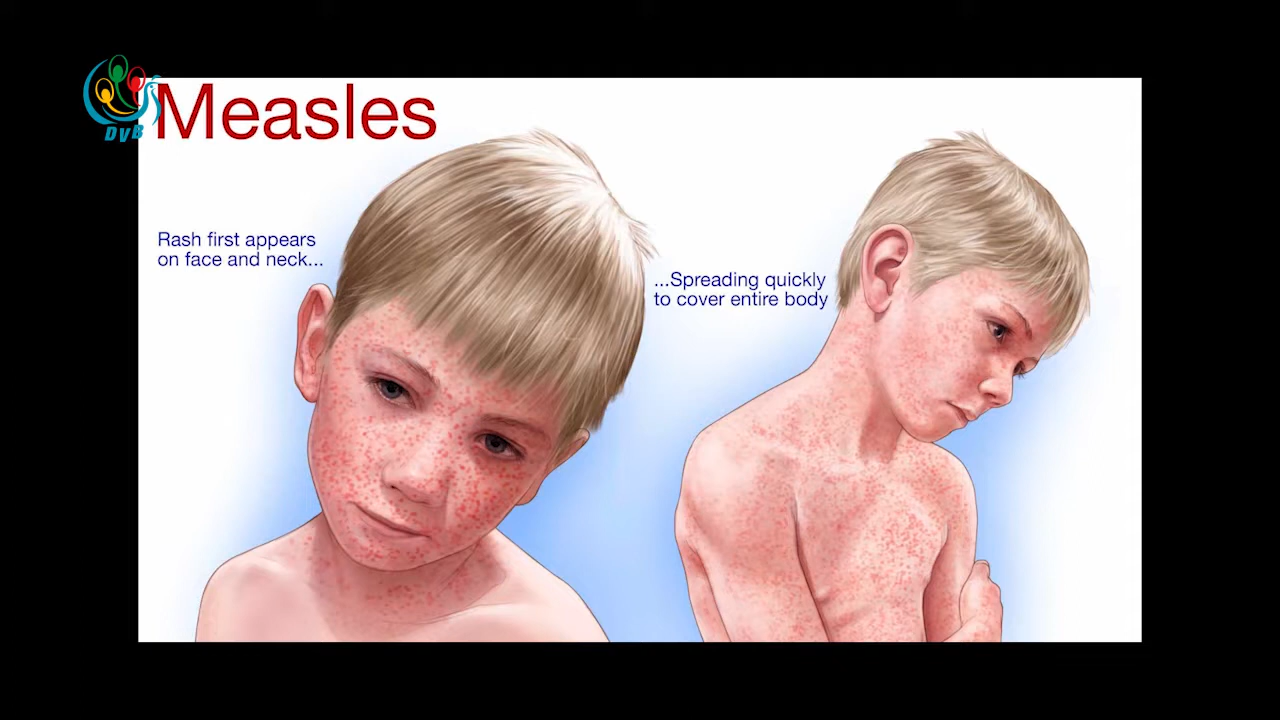 DVB
Measles
Rash first appears
on face and neck...
...Spreading quickly
to cover entire body